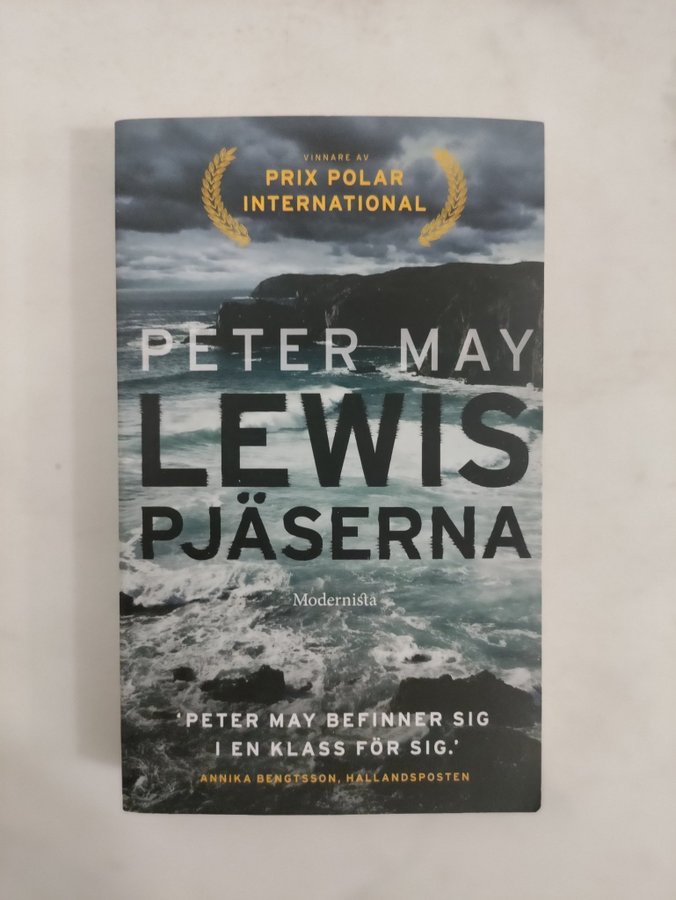 VINNARE AV
PRIX POLAR
INTERNATIONAL
PETER MAY
LEWIS
PJÄSERNA
Modernista
‘PETER MAY BEFINNER SIG
I EN KLASS FÖR SIG.’
ANNIKA BENGTSSON, HALLANDSPOSTEN